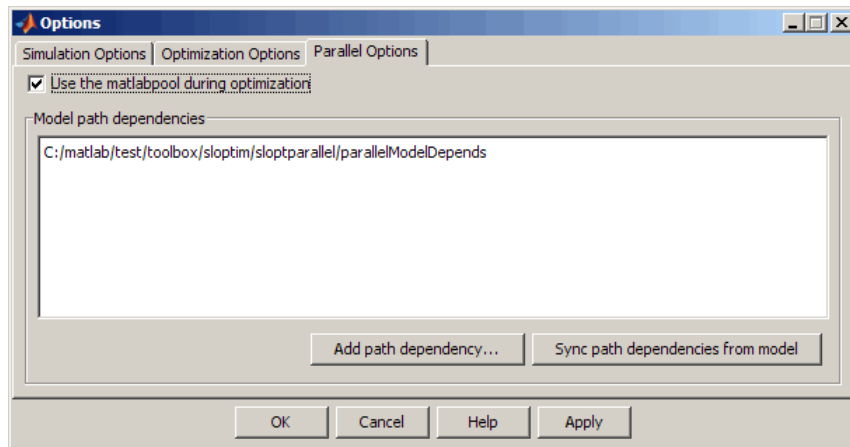 Options
Simulation Options Optimization Options Parallel Options
Use the matlabpool during optimization
Model path dependencies
C:/matlab/test/toolbox/sloptim/sloptparallel/parallelModelDepends
Add path dependency... Sync path dependencies from model
OK Cancel Help Apply